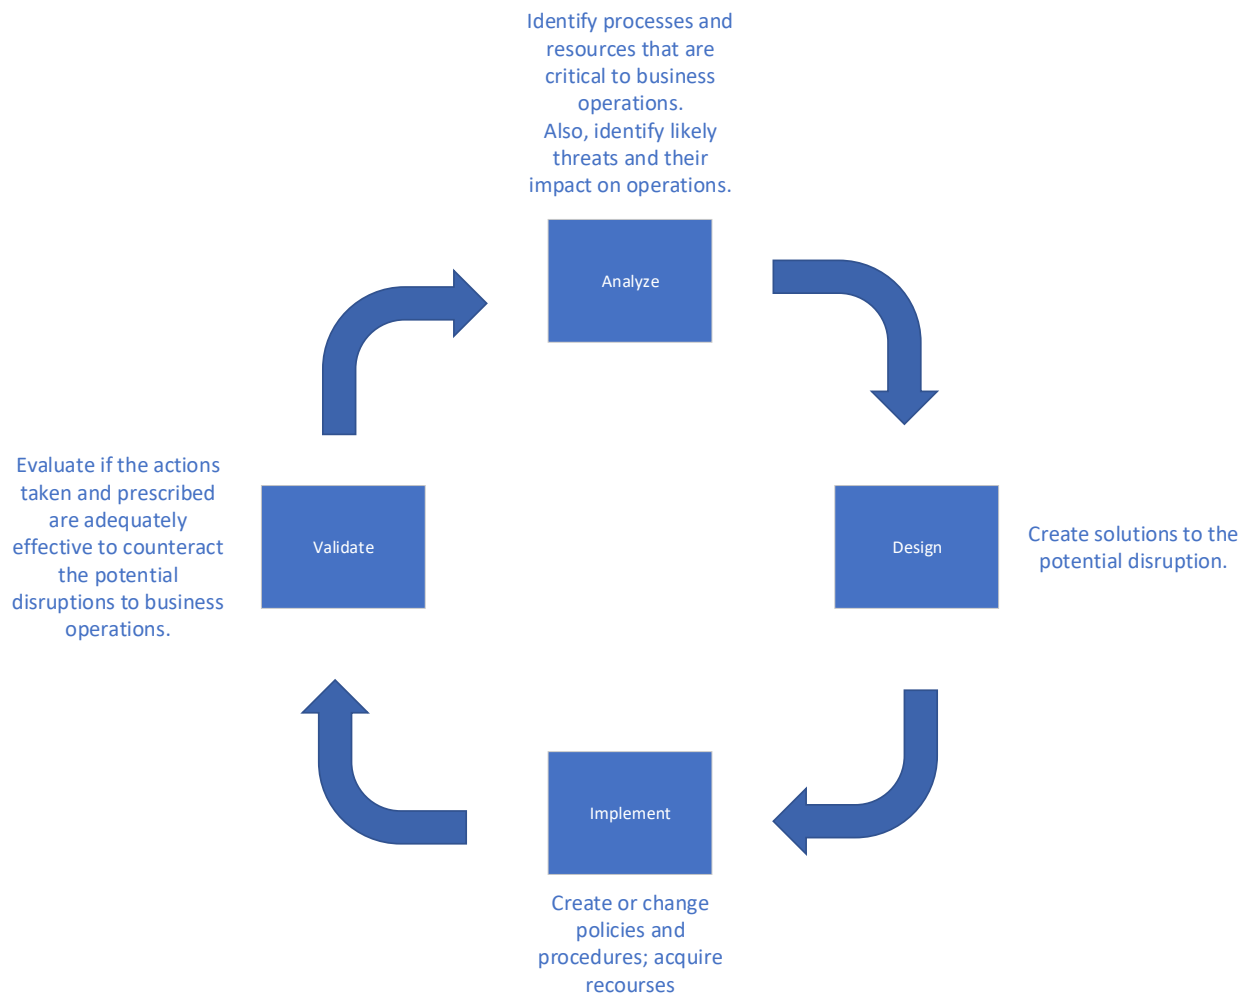 Identify processes and
resources that are
critical to business
operations.
Also, identify likely
threats and their
impact on operations.
Analyze
Evaluate if the actions
taken and prescribed
are adequately
effective to counteract
the potential
disruptions to business
operations.
Validate
Design
Create solutions to the
potential disruption.
Implement
Create or change
policies and
procedures; acquire
recourses